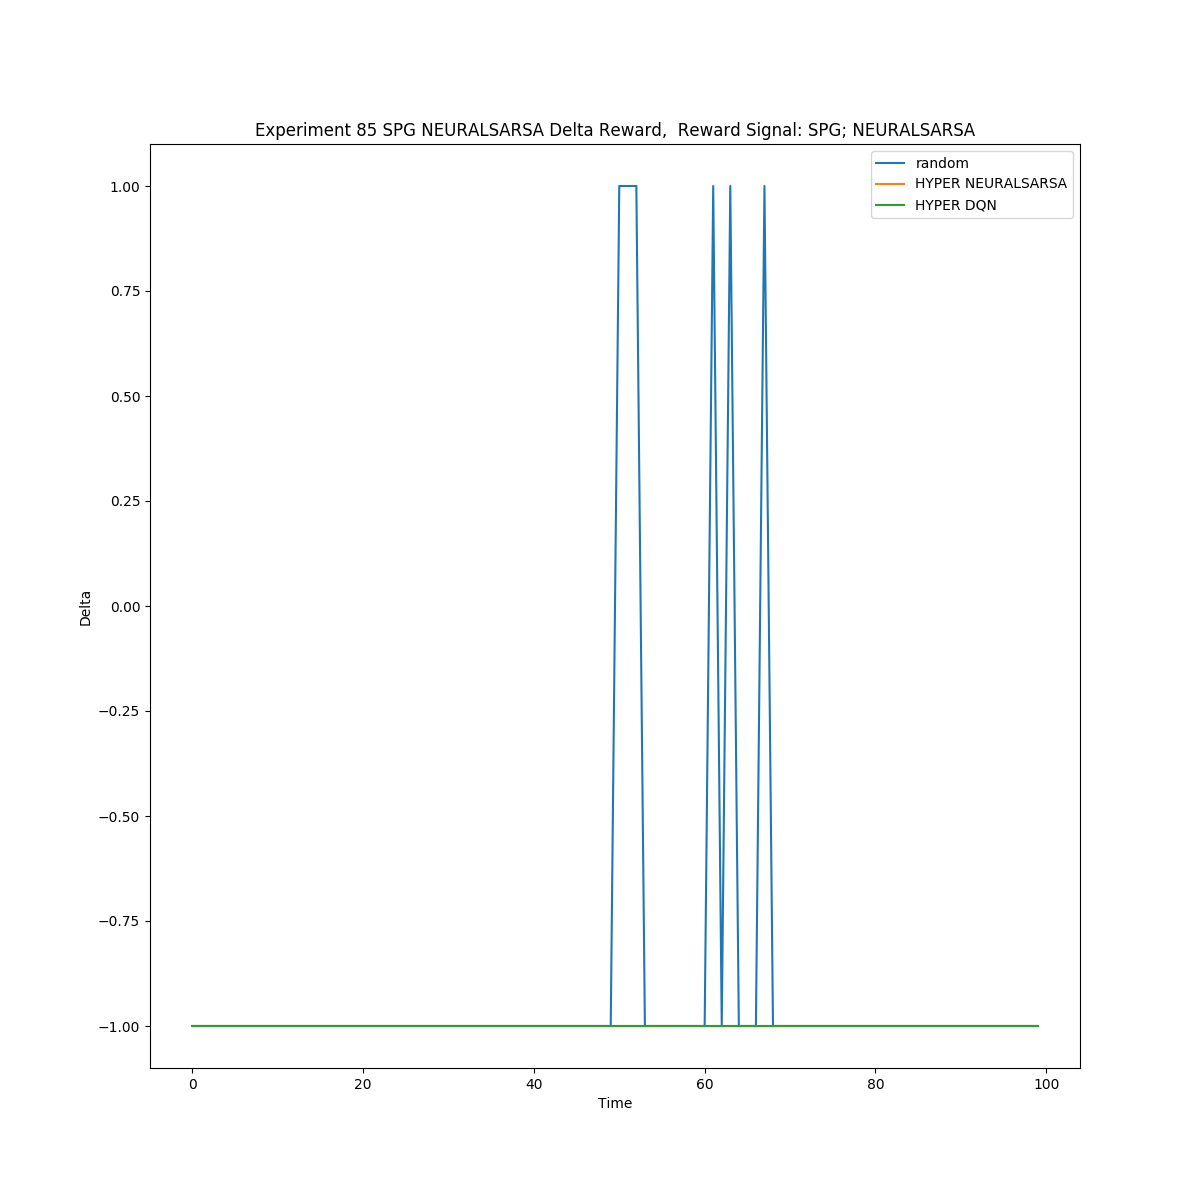 Experiment 85 SPG NEURALSARSA Delta Reward,  Reward Signal: SPG; NEURALSARSA
random
HYPER NEURALSARSA
HYPER DQN
1.00
0.75
0.50
0.25
0.00
−0.25
−0.50
−0.75
−1.00
Delta
0 20 40 60 80 100
Time